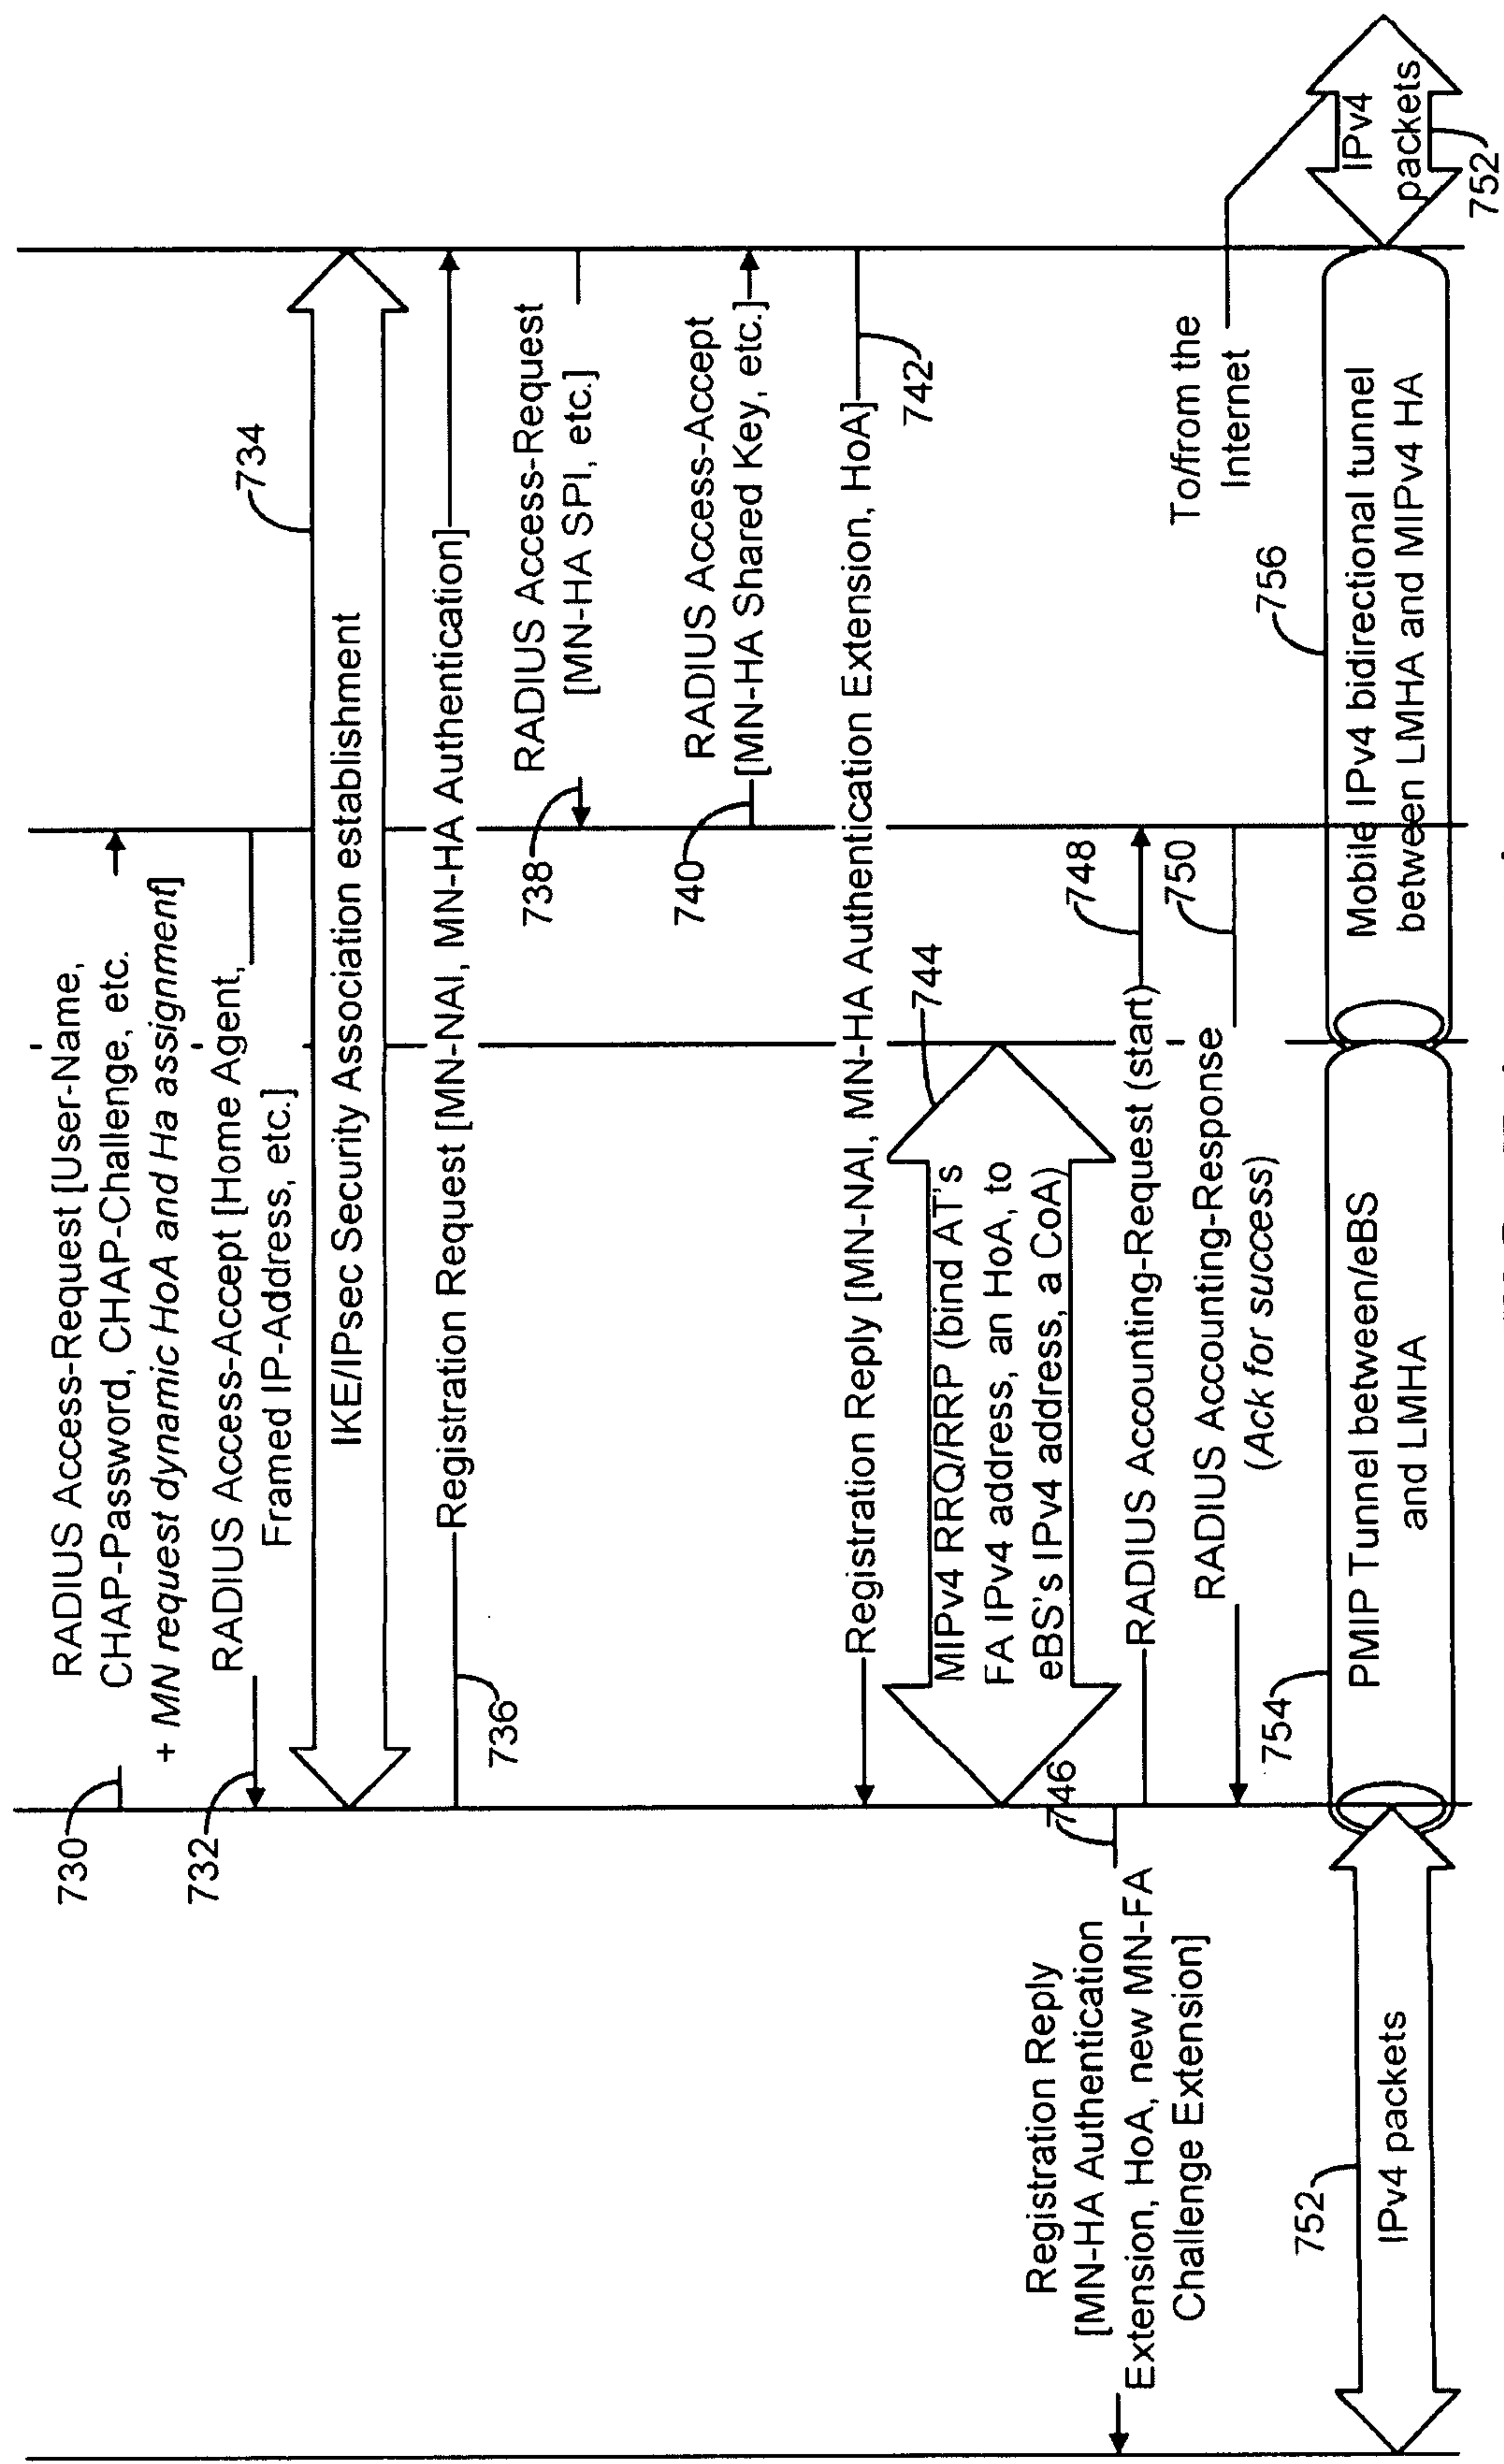 730
RADIUS Access-Request [User-Name,
CHAP-Password, CHAP-Challenge, etc.
+ MN request dynamic HoA and Ha assignment]
732
RADIUS Access-Accept [Home Agent,
Framed IP-Address, etc.]
734
IKE/IPsec Security Association establishment
Registration Request [MN-NAI, MN-HA Authentication]
736
RADIUS Access-Request
[MN-HA SPI, etc.]
738
RADIUS Access-Accept
[MN-HA Shared Key, etc.]
740
Registration Reply [MN-NAI, MN-HA Authentication Extension, HoA]
742
744
MIPv4 RRQ/RRP (bind AT's
FA IPv4 address, an HoA, to
eBS's IPv4 address, a CoA)
746
Registration Reply
[MN-HA Authentication
Extension, HoA, new MN-FA
Challenge Extension]
RADIUS Accounting-Request (start)
748
RADIUS Accounting-Response
(Ack for success)
750
To/from the
Internet
752
IPv4 packets
754
PMIP Tunnel between/eBS
and LMHA
756
Mobile IPv4 bidirectional tunnel
between LMHA and MIPv4 HA
IPv4
packets
752